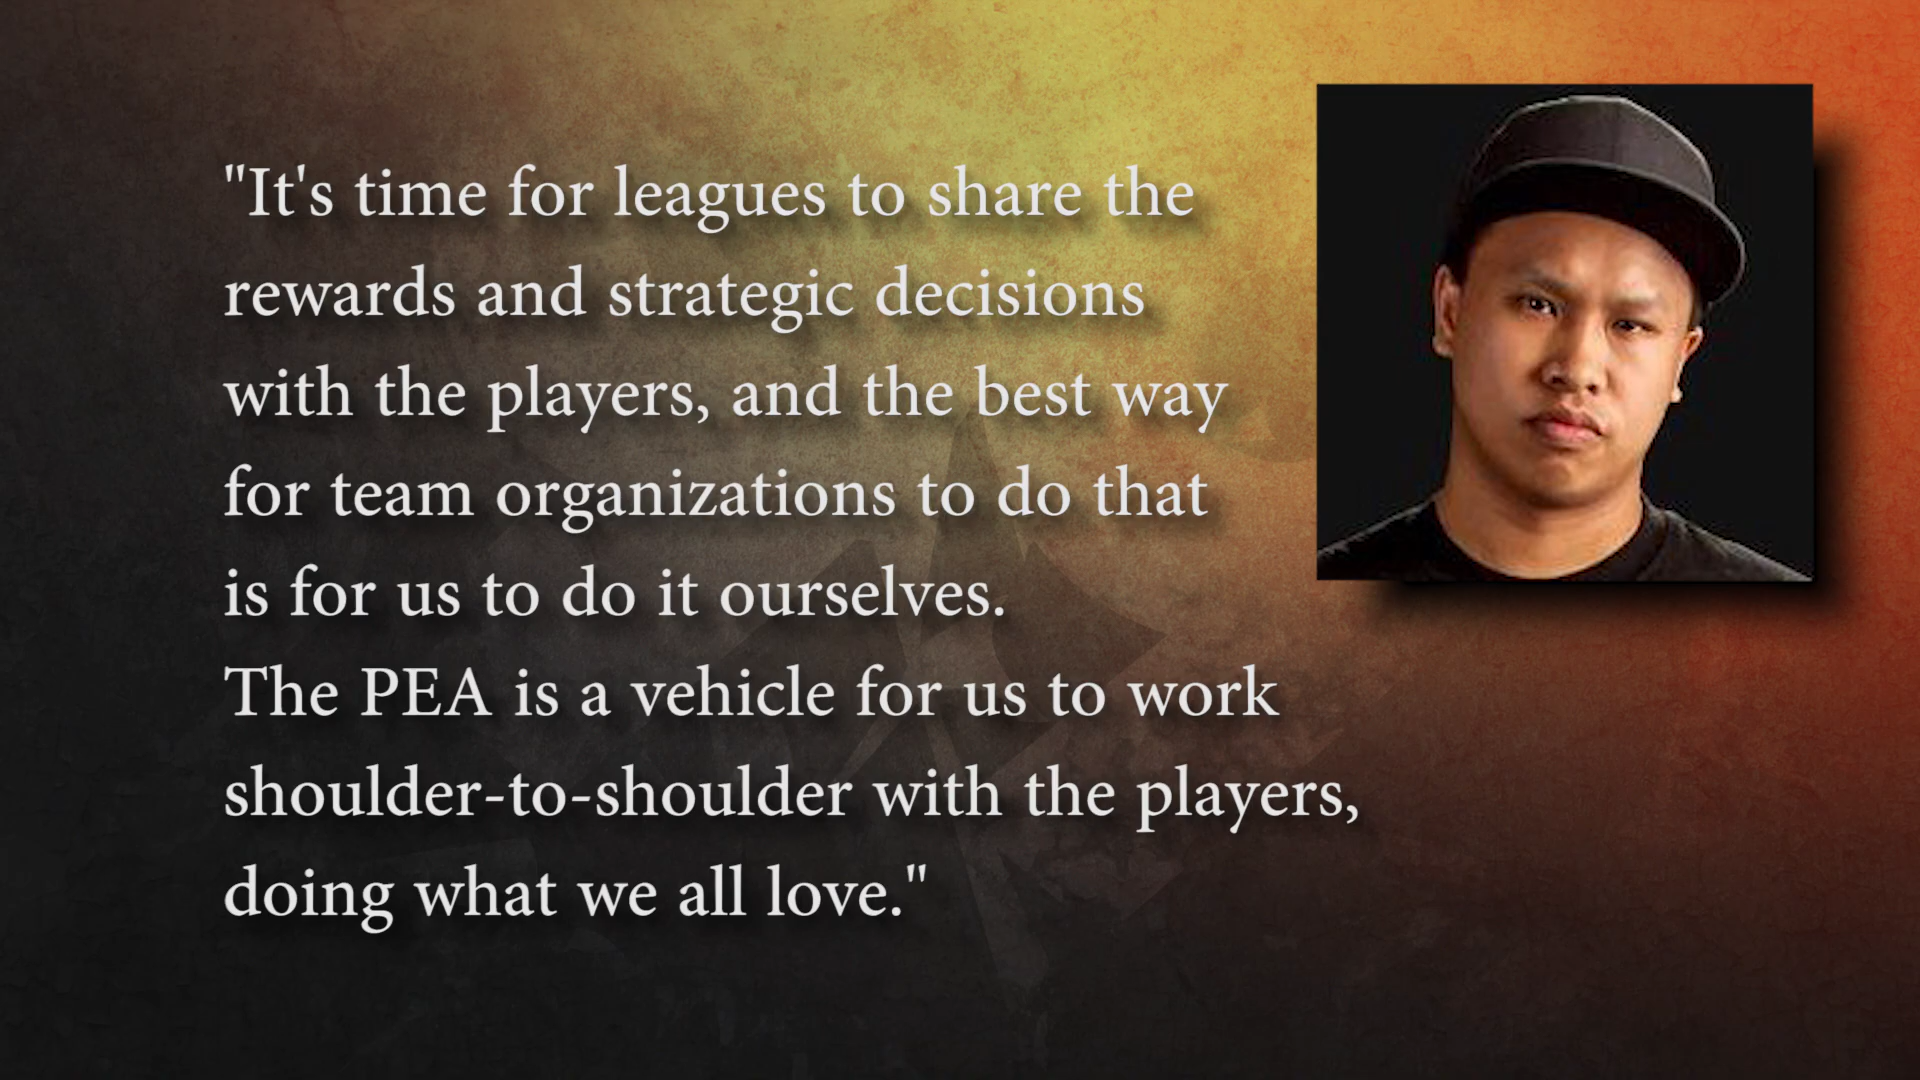 "It's time for leagues to share the
rewards and strategic decisions
with the players, and the best way
for team organizations to do that
is for us to do it ourselves.
The PEA is a vehicle for us to work
shoulder-to-shoulder with the players,
doing what we all love."